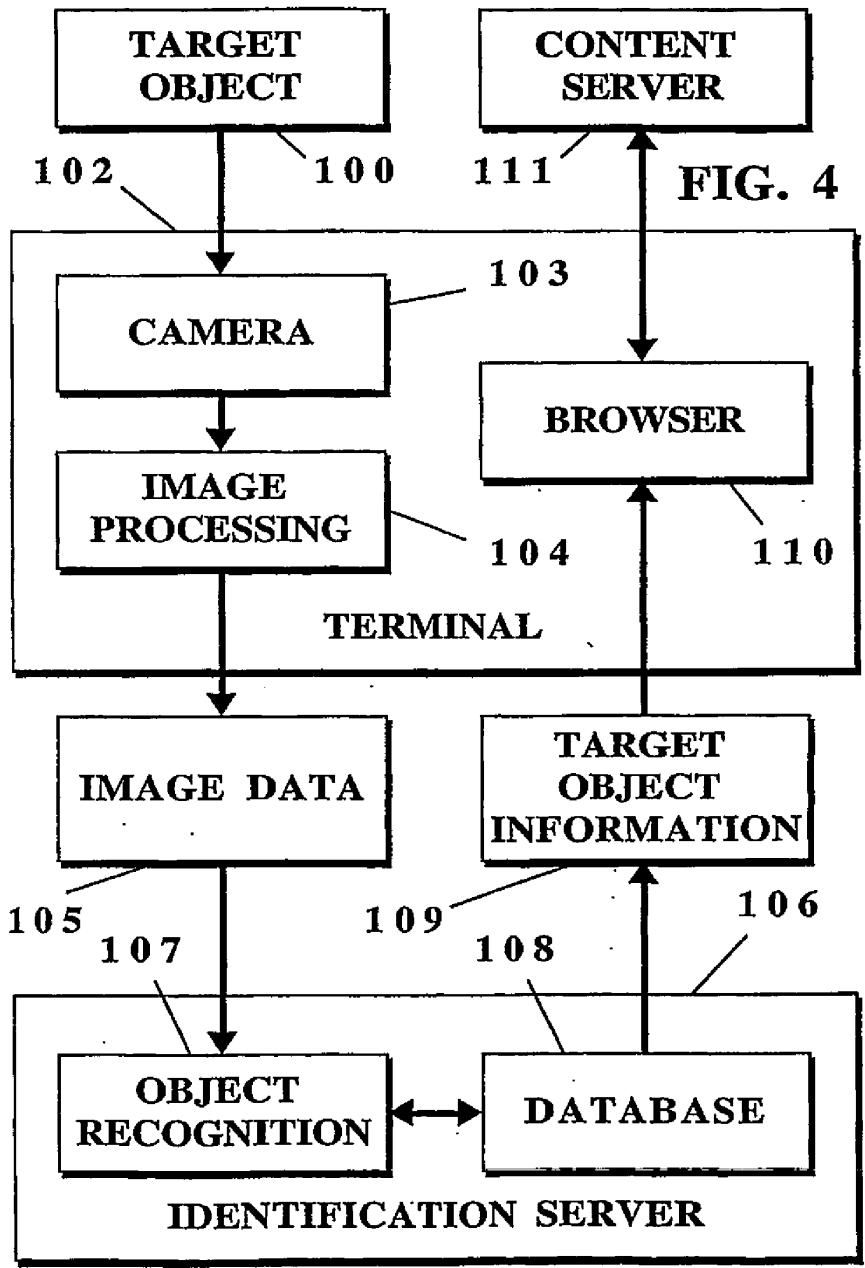 TARGET
OBJECT
CONTENT
SERVER
102
100
111
FIG. 4
103
CAMERA
BROWSER
IMAGE
PROCESSING
104
110
TERMINAL
IMAGE DATA
TARGET
OBJECT
INFORMATION
105
109
106
107
108
OBJECT
RECOGNITION
DATABASE
IDENTIFICATION SERVER